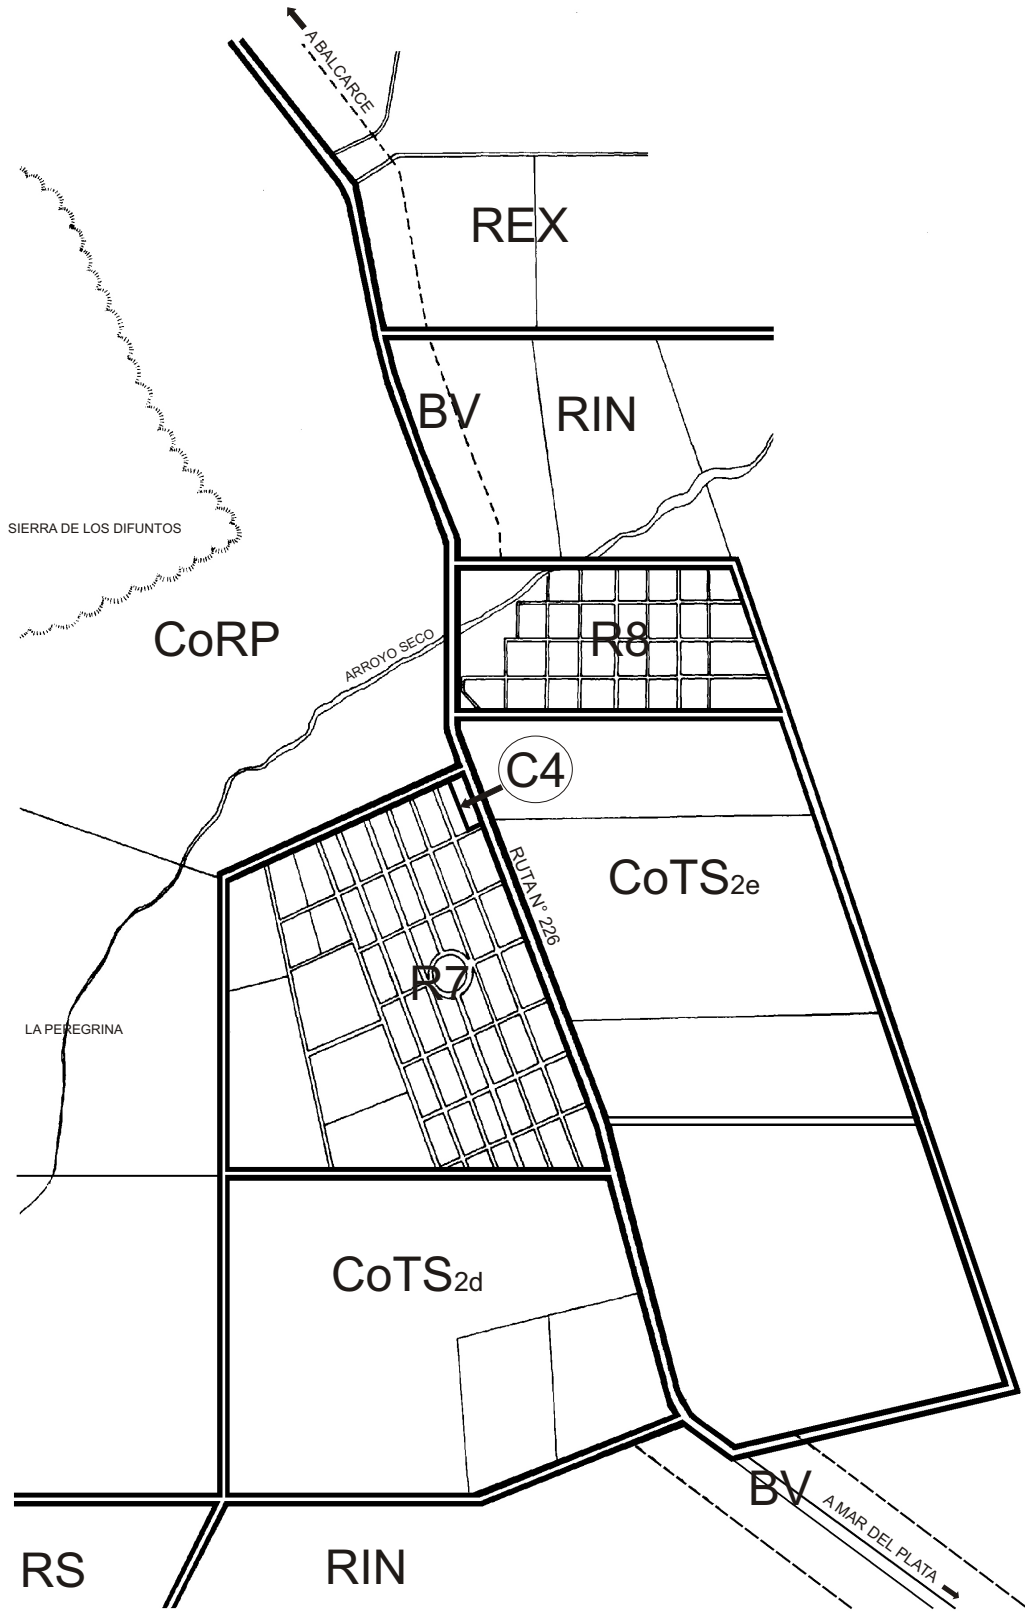 A BALCARCE
REX
BV
RIN
SIERRA DE LOS DIFUNTOS
CoRP
ARROYO SECO
R8
C4
CoTS2e
RUTA N° 226
R7
LA PEREGRINA
CoTS2d
BV
A MAR DEL PLATA
RS
RIN